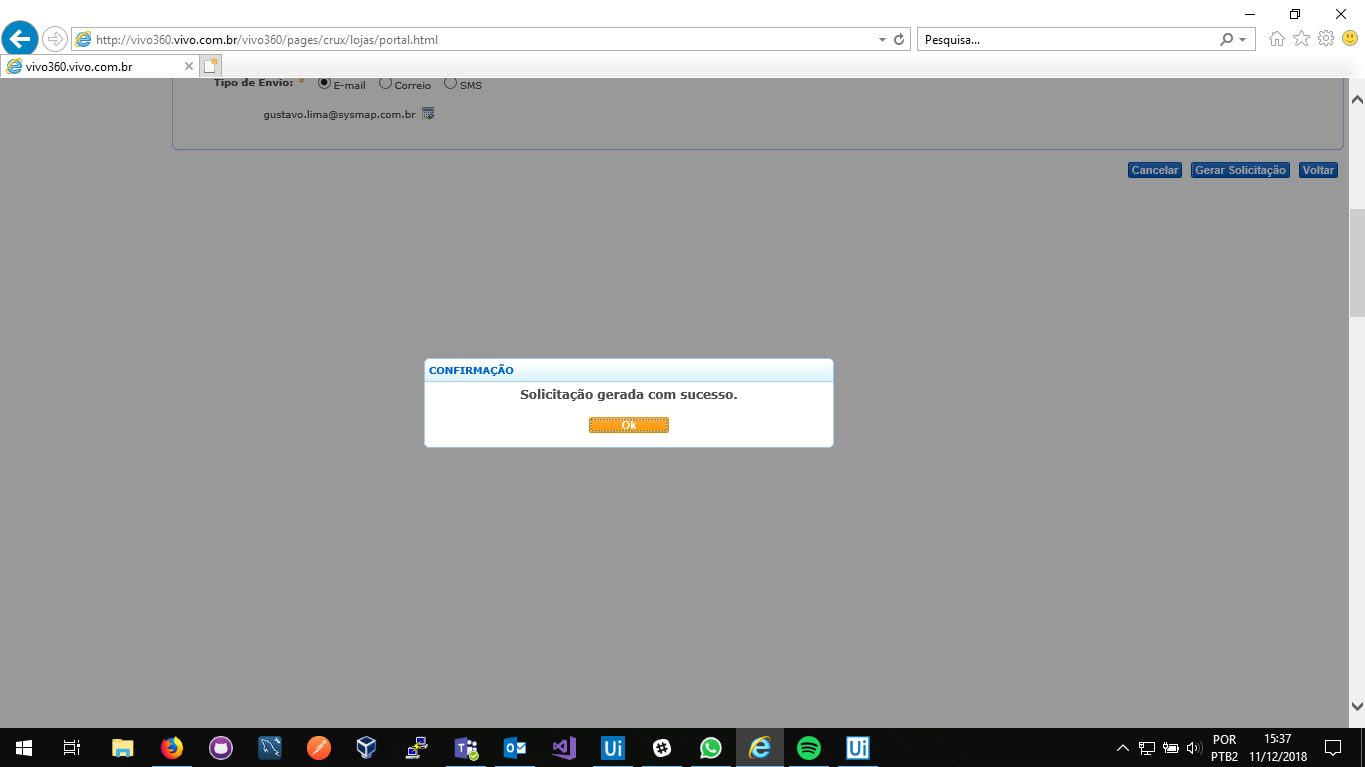 http://vivo360.vivo.com.br/vivo360/pages/crux/lojas/portal.html
Pesquisa...
vivo360.vivo.com.br
Tipo de Envio: * E-mail Correio SMS
gustavo.lima@sysmap.com.br
Cancelar Gerar Solicitação Voltar
CONFIRMAÇÃO
Solicitação gerada com sucesso.
Ok
Ui
Ui
POR
PTB2
15:37
11/12/2018